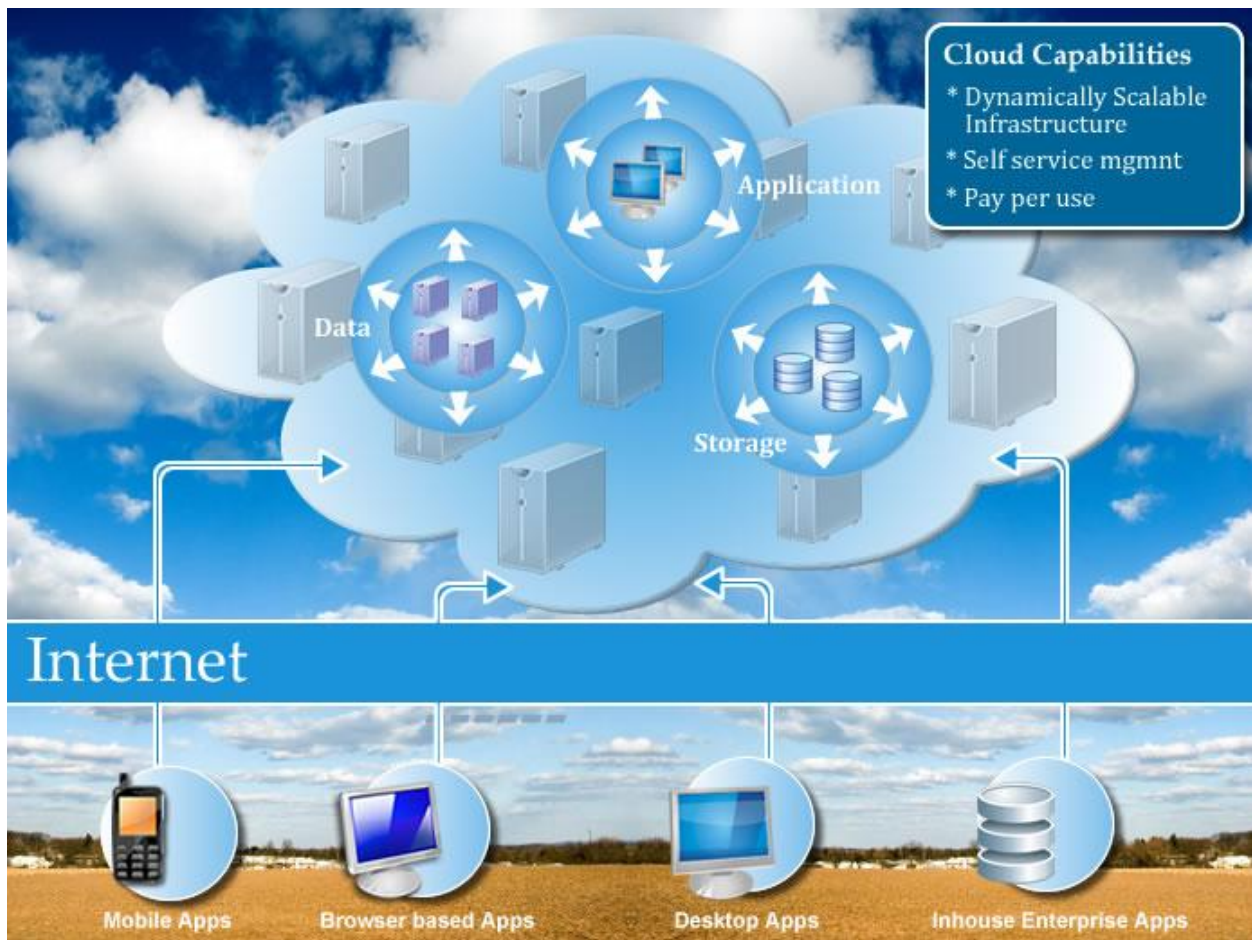 Cloud Capabilities
* Dynamically Scalable
Infrastructure
* Self service mgmnt
* Pay per use
Application
Data
Storage
Internet
Mobile Apps
Browser based Apps
Desktop Apps
Inhouse Enterprise Apps